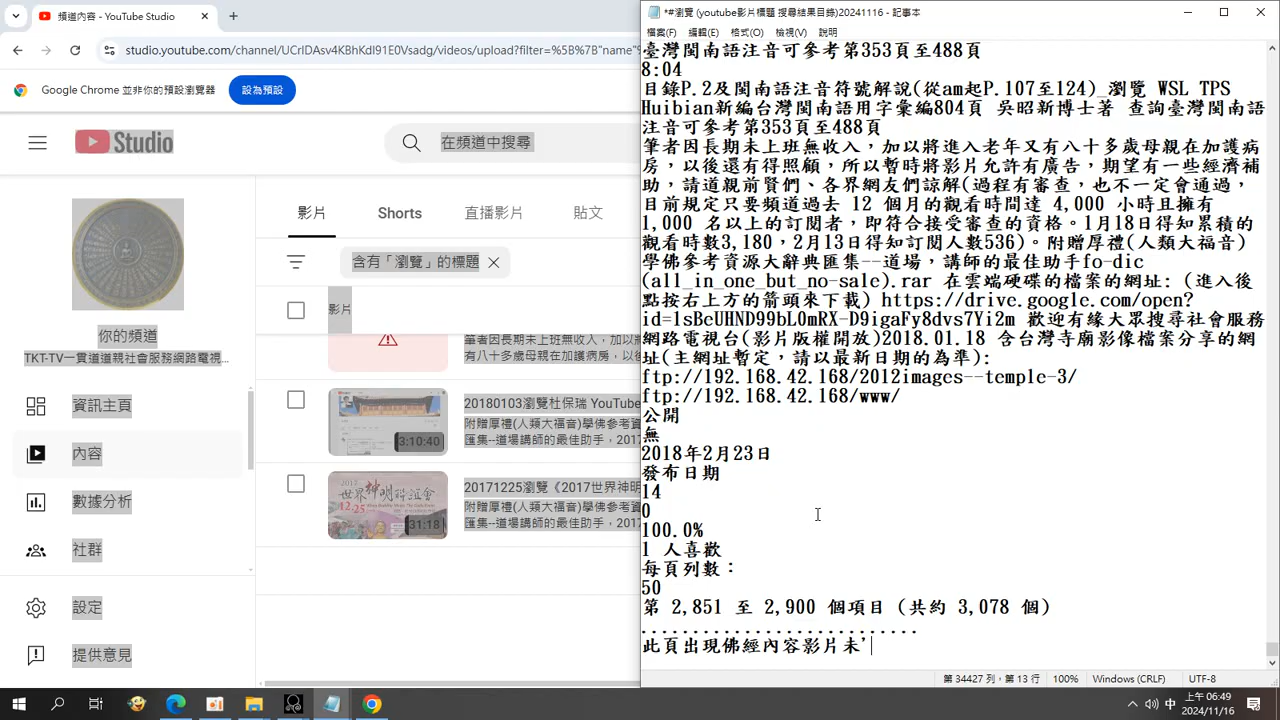 頻道內容 - YouTube Studio
studio.youtube.com/channel/UCrIDAsv4KBhKdI91E0Vsadg/videos/upload?filter=%5B%7B"name"%
Google Chrome 並非你的預設瀏覽器
設為預設
Studio
在頻道中搜尋
影片
Shorts
直播影片
貼文
含有「瀏覽」的標題
影片
你的頻道
TKT-TV一貫道道親社會服務網路電視...
資訊主頁
內容
數據分析
社群
設定
提供意見
筆者因長期未上班無收入，加以將
有八十多歲母親在加護病房，以後
20180103瀏覽杜保瑞 YouTube
附贈厚禮(人類大福音)學佛參考資
匯集--道場講師的最佳助手，2017
3:10:40
20171225瀏覽《2017世界神明
附贈厚禮(人類大福音)學佛參考資
匯集--道場講師的最佳助手，2017
2017
世界神明聯誼會
12.25
31:18
*#瀏覽 (youtube影片標題 搜尋結果目錄)20241116 - 記事本
檔案(F) 編輯(E) 格式(O) 檢視(V) 說明
臺灣閩南語注音可參考第353頁至488頁
8:04
目錄P.2及閩南語注音符號解說(從am起P.107至124)_瀏覽 WSL TPS
Huibian新編台灣閩南語用字彙編804頁 吳昭新博士著 查詢臺灣閩南語
注音可參考第353頁至488頁
筆者因長期未上班無收入，加以將進入老年又有八十多歲母親在加護病
房，以後還有得照顧，所以暫時將影片允許有廣告，期望有一些經濟補
助，請道親前賢們、各界網友們諒解(過程有審查，也不一定會通過，
目前規定只要頻道過去 12 個月的觀看時間達 4,000 小時且擁有
1,000 名以上的訂閱者，即符合接受審查的資格。1月18日得知累積的
觀看時數3,180，2月13日得知訂閱人數536)。附贈厚禮(人類大福音)
學佛參考資源大辭典匯集--道場，講師的最佳助手fo-dic
(all_in_one_but_no-sale).rar 在雲端硬碟的檔案的網址: (進入後
點按右上方的箭頭來下載) https://drive.google.com/open?
id=1sBeUHND99bL0mRX-D9igaFy8dvs7Yi2m 歡迎有緣大眾搜尋社會服務
網路電視台(影片版權開放)2018.01.18 含台灣寺廟影像檔案分享的網
址(主網址暫定，請以最新日期的為準):
ftp://192.168.42.168/2012images--temple-3/
ftp://192.168.42.168/www/
公開
無
2018年2月23日
發布日期
14
0
100.0%
1 人喜歡
每頁列數：
50
第 2,851 至 2,900 個項目 (共約 3,078 個)
...........................
此頁出現佛經內容影片未'
第 34427 列，第 13 行
100%
Windows (CRLF)
UTF-8
中
上午 06:49
2024/11/16